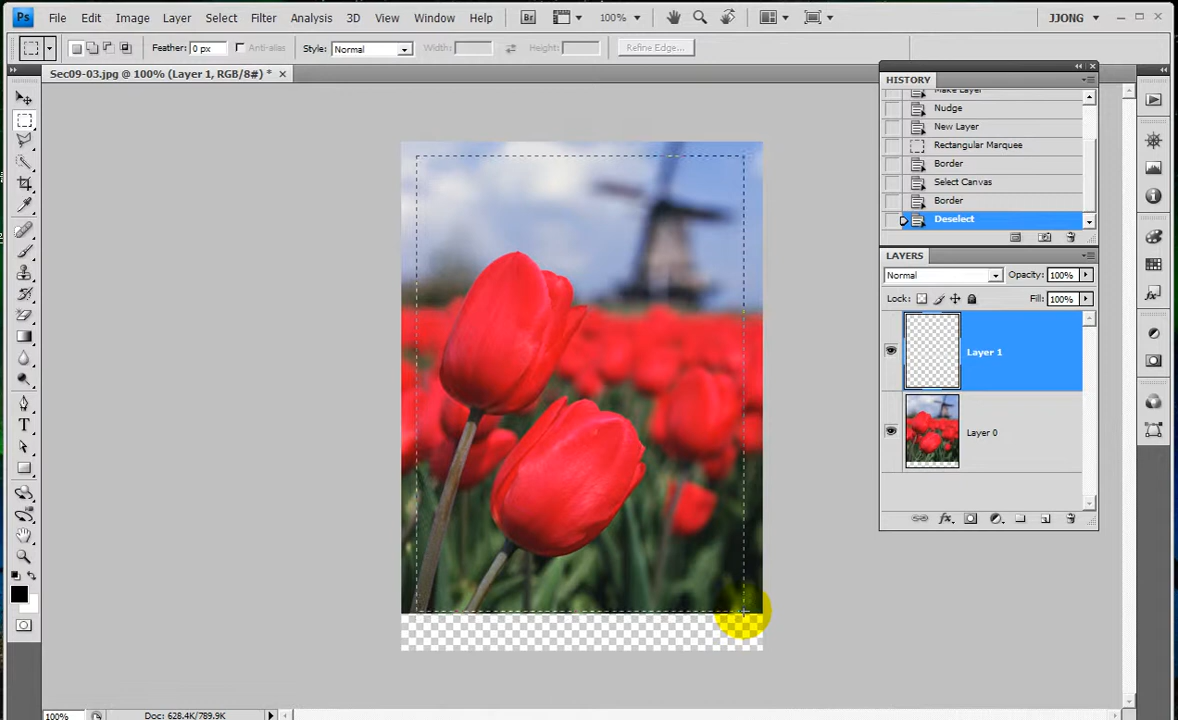 Ps File Edit Image Layer Select Filter Analysis 3D View Window Help Br 100% JJONG
Feather: 0 px Anti-alias Style: Normal Width: Height: Refine Edge...
Sec09-03.jpg @ 100% (Layer 1, RGB/8#) *
HISTORY
Make Layer
Nudge
New Layer
Rectangular Marquee
Border
Select Canvas
Border
Deselect
LAYERS
Normal Opacity: 100%
Lock: Fill: 100%
Layer 1
Layer 0
T
fx
100% Doc: 628.4K/789.9K